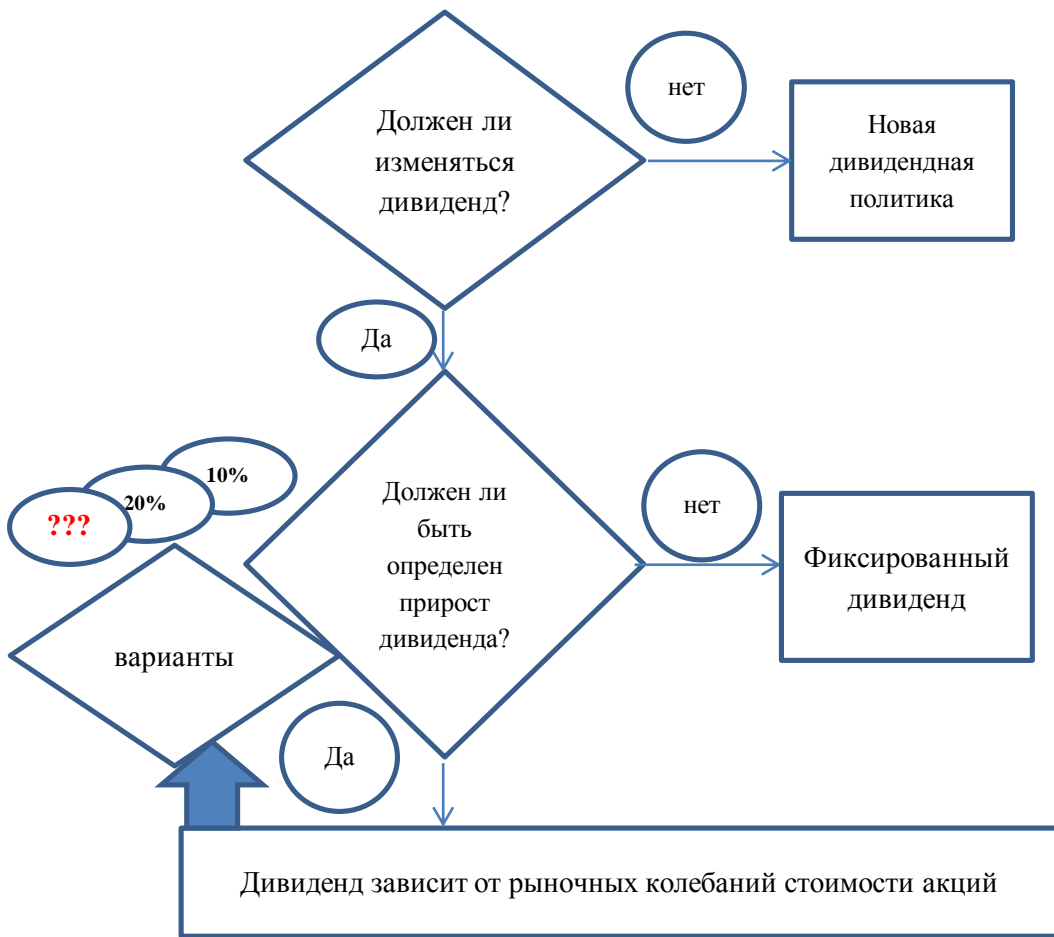 Должен ли
изменяться
дивиденд?
нет
Новая
дивидендная
политика
Да
10%
20%
???
Должен ли
быть
определен
прирост
дивиденда?
нет
Фиксированный
дивиденд
варианты
Да
Дивиденд зависит от рыночных колебаний стоимости акций